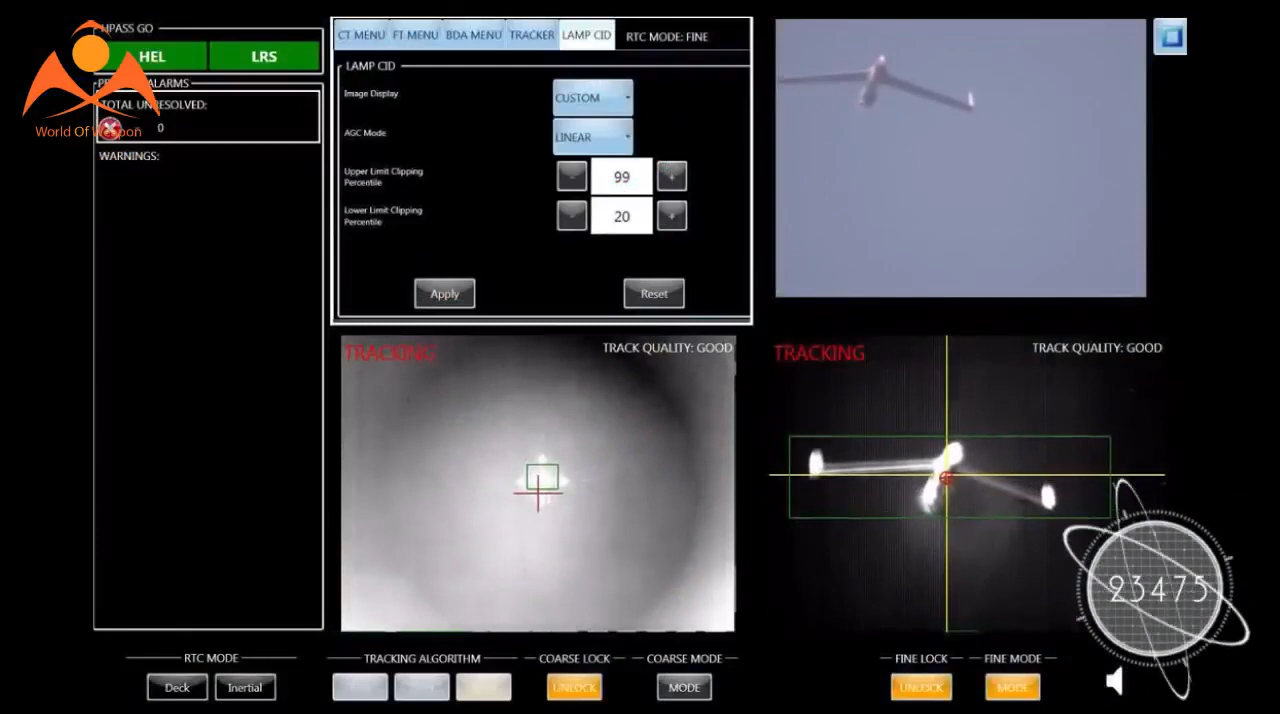 HPASS GO
HEL
LRS
ALARMS
TOTAL UNRESOLVED:
0
World Of Weapon
WARNINGS:
CT MENU
FT MENU
BDA MENU
TRACKER
LAMP CID
RTC MODE: FINE
LAMP CID
Image Display
CUSTOM
AGC Mode
LINEAR
Upper Limit Clipping
Percentile
-
99
+
Lower Limit Clipping
Percentile
-
20
+
Apply
Reset
TRACKING
TRACK QUALITY: GOOD
TRACKING
TRACK QUALITY: GOOD
23475
RTC MODE
Deck
Inertial
TRACKING ALGORITHM
COARSE LOCK
UNLOCK
COARSE MODE
MODE
FINE LOCK
UNLOCK
FINE MODE
MODE